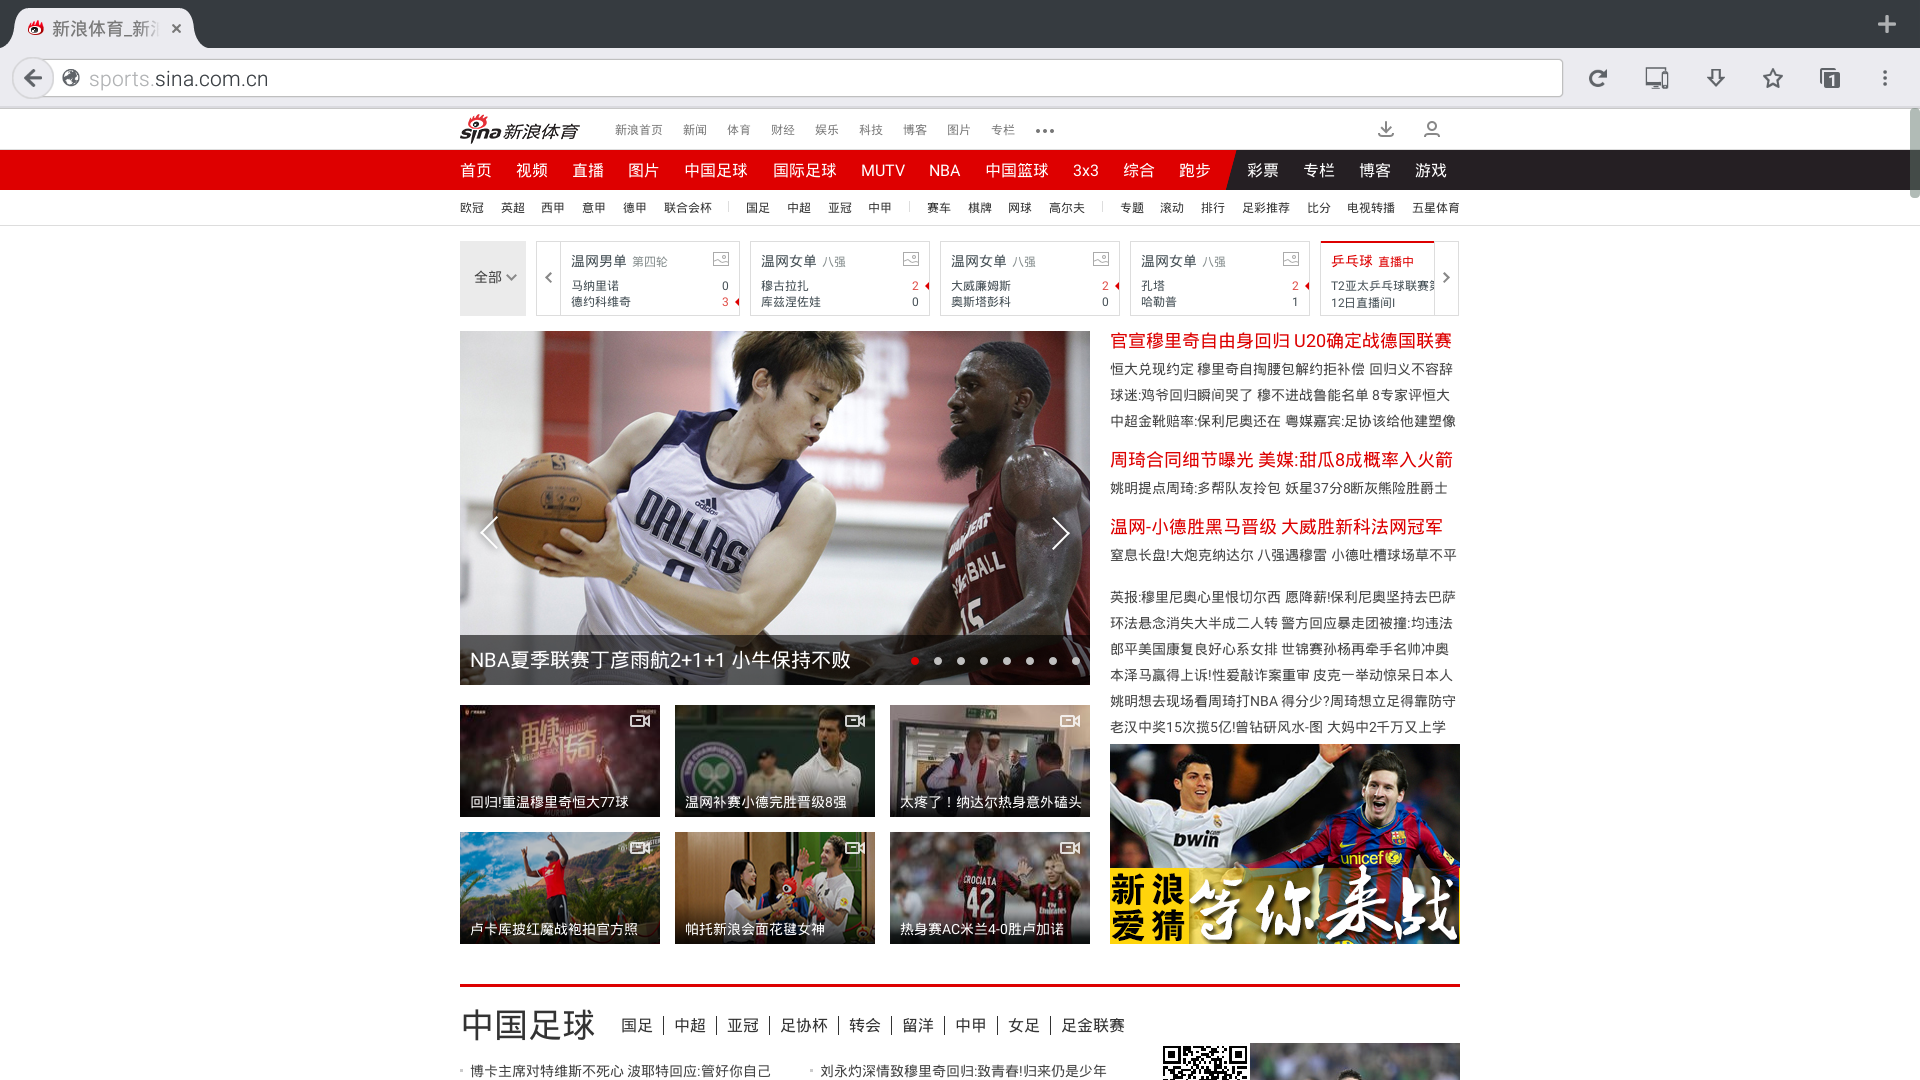 新浪体育_新
sports.sina.com.cn
1
sina新浪体育
新浪首页 新闻 体育 财经 娱乐 科技 博客 图片 专栏
首页 视频 直播 图片 中国足球 国际足球 MUTV NBA 中国篮球 3x3 综合 跑步 彩票 专栏 博客 游戏
欧冠 英超 西甲 意甲 德甲 联合会杯 国足 中超 亚冠 中甲 赛车 棋牌 网球 高尔夫 专题 滚动 排行 足彩推荐 比分 电视转播 五星体育
全部
温网男单 第四轮
马纳里诺 0
德约科维奇 3
温网女单 八强
穆古拉扎 2
库兹涅佐娃 0
温网女单 八强
大威廉姆斯 2
奥斯塔彭科 0
温网女单 八强
孔塔 2
哈勒普 1
乒乓球 直播中
T2亚太乒乓球联赛
12日直播间I
DALLAS
adidas
15
NBA夏季联赛丁彦雨航2+1+1 小牛保持不败
官宣穆里奇自由身回归 U20确定战德国联赛
恒大兑现约定 穆里奇自掏腰包解约拒补偿 回归义不容辞
球迷:鸡爷回归瞬间哭了 穆不进战鲁能名单 8专家评恒大
中超金靴赔率:保利尼奥还在 粤媒嘉宾:足协该给他建塑像
周琦合同细节曝光 美媒:甜瓜8成概率入火箭
姚明提点周琦:多帮队友拎包 妖星37分8断灰熊险胜爵士
温网-小德胜黑马晋级 大威胜新科法网冠军
窒息长盘!大炮克纳达尔 八强遇穆雷 小德吐槽球场草不平
英报:穆里尼奥心里恨切尔西 愿降薪!保利尼奥坚持去巴萨
环法悬念消失大半成二人转 警方回应暴走团被撞:均违法
郎平美国康复良好心系女排 世锦赛孙杨再牵手名帅冲奥
本泽马赢得上诉!性爱敲诈案重审 皮克一举动惊呆日本人
姚明想去现场看周琦打NBA 得分少?周琦想立足得靠防守
老汉中奖15次揽5亿!曾钻研风水-图 大妈中2千万又上学
再续传奇
回归!重温穆里奇恒大77球
温网补赛小德完胜晋级8强
太疼了！纳达尔热身意外磕头
卢卡库披红魔战袍拍官方照
帕托新浪会面花毽女神
CROCIATA
42
热身赛AC米兰4-0胜卢加诺
bwin
unicef
新浪爱猜
等你来战
中国足球
国足 中超 亚冠 足协杯 转会 留洋 中甲 女足 足金联赛
博卡主席对特维斯不死心 波耶特回应:管好你自己
刘永灼深情致穆里奇回归:致青春!归来仍是少年